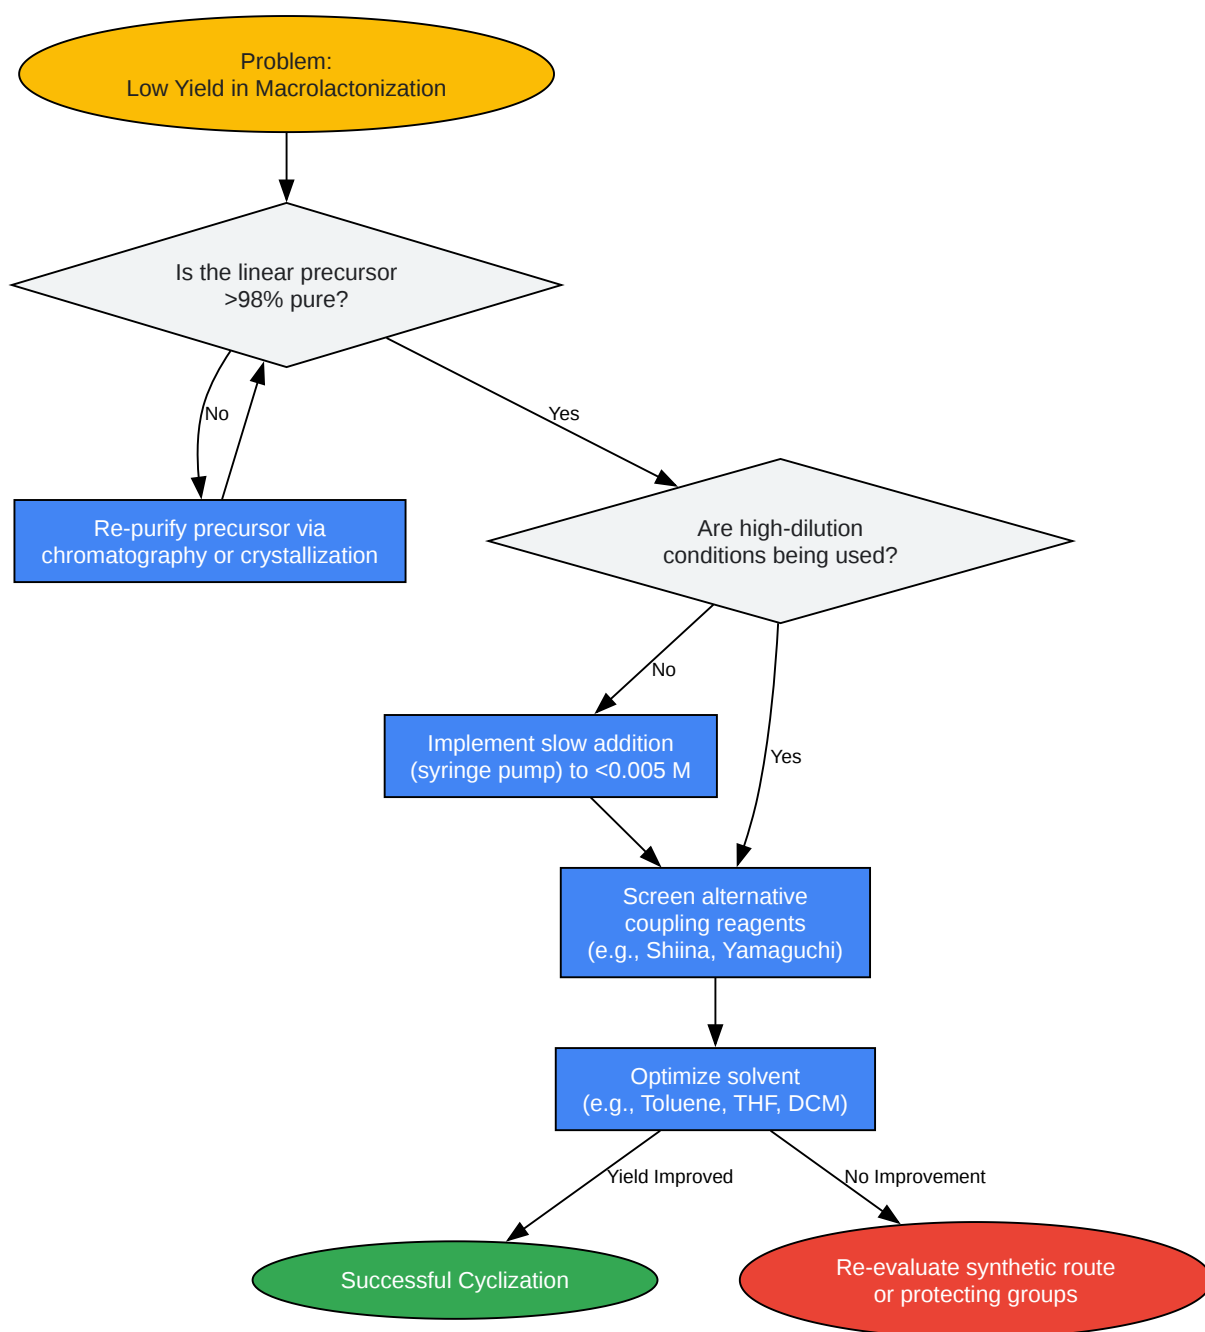 Problem:
Low Yield in Macrolactonization
Is the linear precursor
>98% pure?
No
Yes
Re-purify precursor via
chromatography or crystallization
Are high-dilution
conditions being used?
No
Implement slow addition
(syringe pump) to <0.005 M
Yes
Screen alternative
coupling reagents
(e.g., Shiina, Yamaguchi)
Optimize solvent
(e.g., Toluene, THF, DCM)
Yield Improved
No Improvement
Successful Cyclization
Re-evaluate synthetic route
or protecting groups